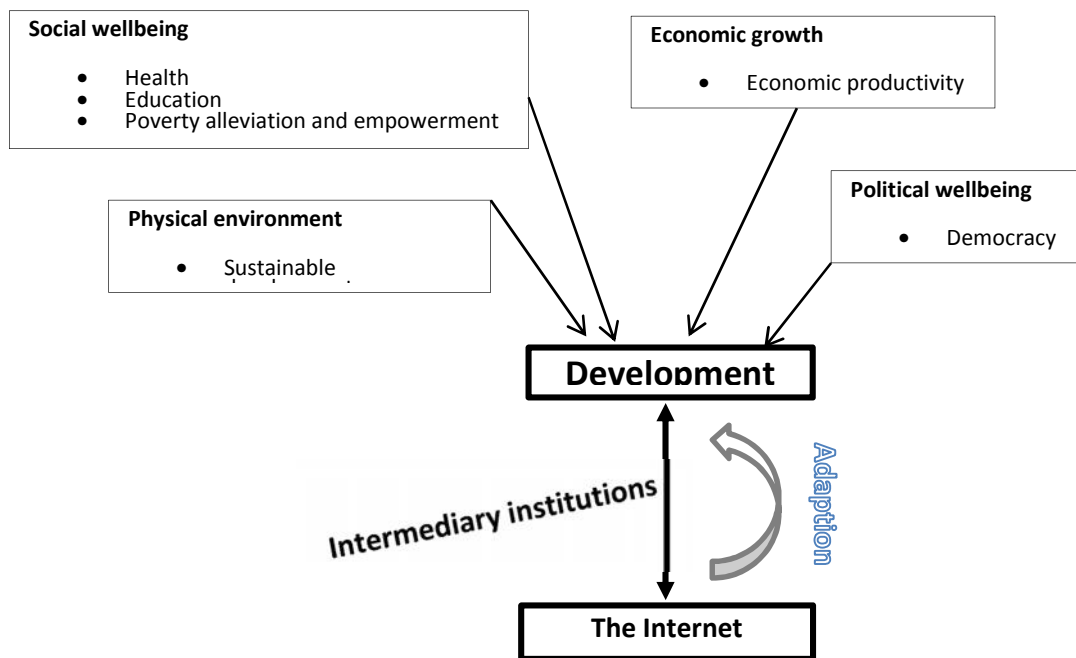 Social wellbeing
• Health
• Education
• Poverty alleviation and empowerment
Economic growth
• Economic productivity
Physical environment
• Sustainable
Political wellbeing
• Democracy
Development
Intermediary institutions
Adaption
The Internet